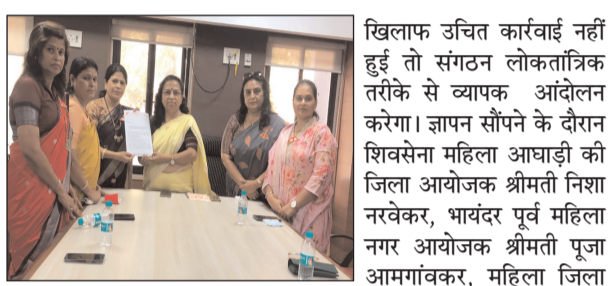 खिलाफ उचित कार्रवाई नहीं
हुई तो संगठन लोकतांत्रिक
तरीके से व्यापक आंदोलन
करेगा। ज्ञापन सौंपने के दौरान
शिवसेना महिला आघाड़ी की
जिला आयोजक श्रीमती निशा
नरवेकर, भायंदर पूर्व महिला
नगर आयोजक श्रीमती पूजा
आमगांवकर, महिला जिला